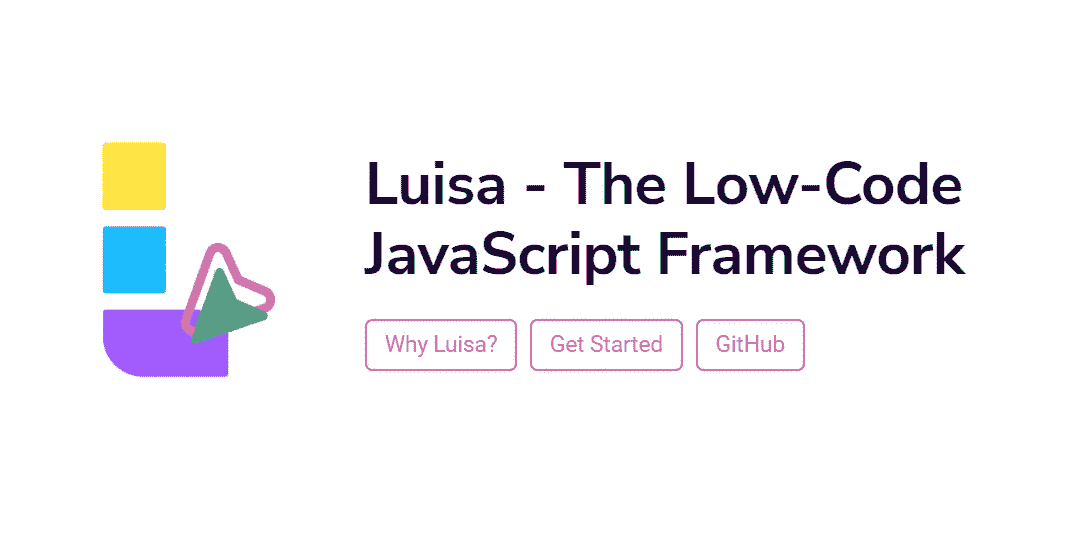 Luisa - The Low-Code
JavaScript Framework
Why Luisa? Get Started GitHub